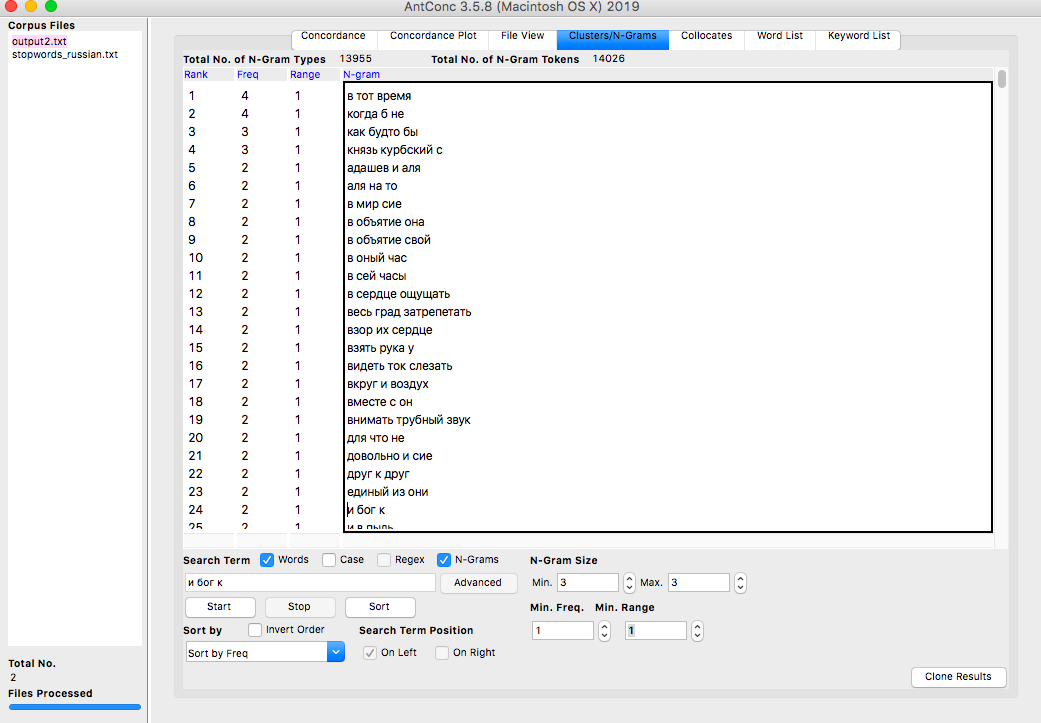 AntConc 3.5.8 (Macintosh OS X) 2019
Corpus Files
output2.txt
stopwords_russian.txt
Concordance Concordance Plot File View Clusters/N-Grams Collocates Word List Keyword List
Total No. of N-Gram Types 13955 Total No. of N-Gram Tokens 14026
Rank Freq Range N-gram
1 4 1 в тот время
2 4 1 когда б не
3 3 1 как будто бы
4 3 1 князь курбский с
5 2 1 адашев и аля
6 2 1 аля на то
7 2 1 в мир сие
8 2 1 в объятие она
9 2 1 в объятие свой
10 2 1 в оный час
11 2 1 в сей часы
12 2 1 в сердце ощущать
13 2 1 весь град затрепетать
14 2 1 взор их сердце
15 2 1 взять рука у
16 2 1 видеть ток слезать
17 2 1 вкруг и воздух
18 2 1 вместе с он
19 2 1 внимать трубный звук
20 2 1 для что не
21 2 1 довольно и сие
22 2 1 друг к друг
23 2 1 единый из они
24 2 1 и бог к
25 2 1 и в пыль
Search Term Words Case Regex N-Grams N-Gram Size
и бог к Advanced Min. 3 Max. 3
Start Stop Sort Min. Freq. Min. Range
Sort by Invert Order Search Term Position 1 1
Sort by Freq On Left On Right
Total No.
2
Files Processed
Clone Results